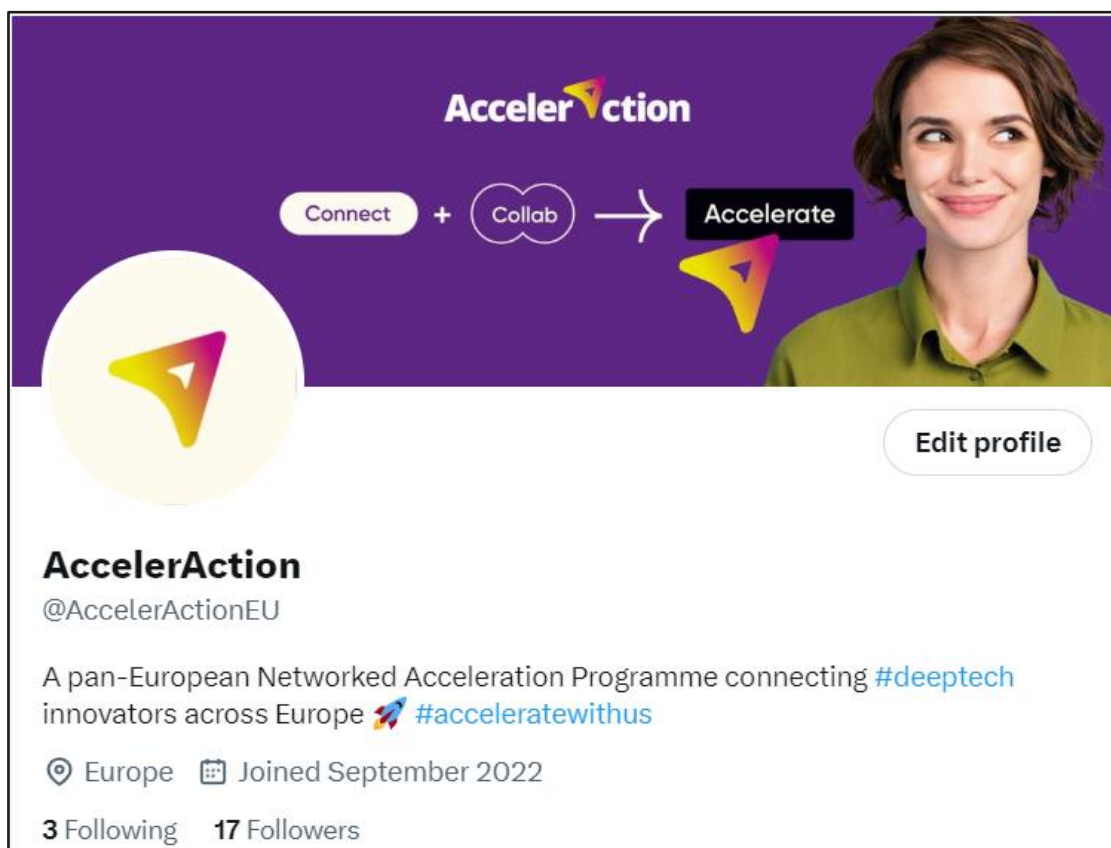 AccelerAction
Connect + Collab → Accelerate
Edit profile
AccelerAction
@AccelerActionEU
A pan-European Networked Acceleration Programme connecting #deeptech
innovators across Europe 🚀 #acceleratewithus
Europe Joined September 2022
3 Following 17 Followers